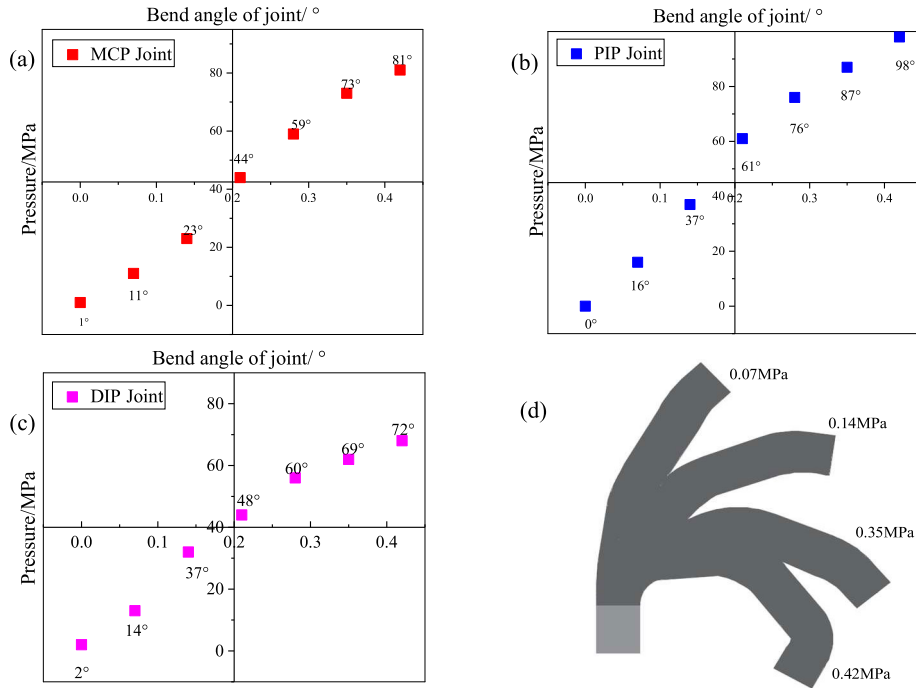 Bend angle of joint/ °
(a)
MCP Joint
Pressure/MPa
80
60
40
20
0
0.0 0.1 0.2 0.3 0.4
1°
11°
23°
44°
59°
73°
81°
Bend angle of joint/ °
(b)
PIP Joint
Pressure/MPa
80
60
40
20
0
0.0 0.1 0.2 0.3 0.4
0°
16°
37°
61°
76°
87°
98°
Bend angle of joint/ °
(c)
DIP Joint
Pressure/MPa
80
60
40
20
0
0.0 0.1 0.2 0.3 0.4
2°
14°
37°
48°
60°
69°
72°
(d)
0.07MPa
0.14MPa
0.35MPa
0.42MPa